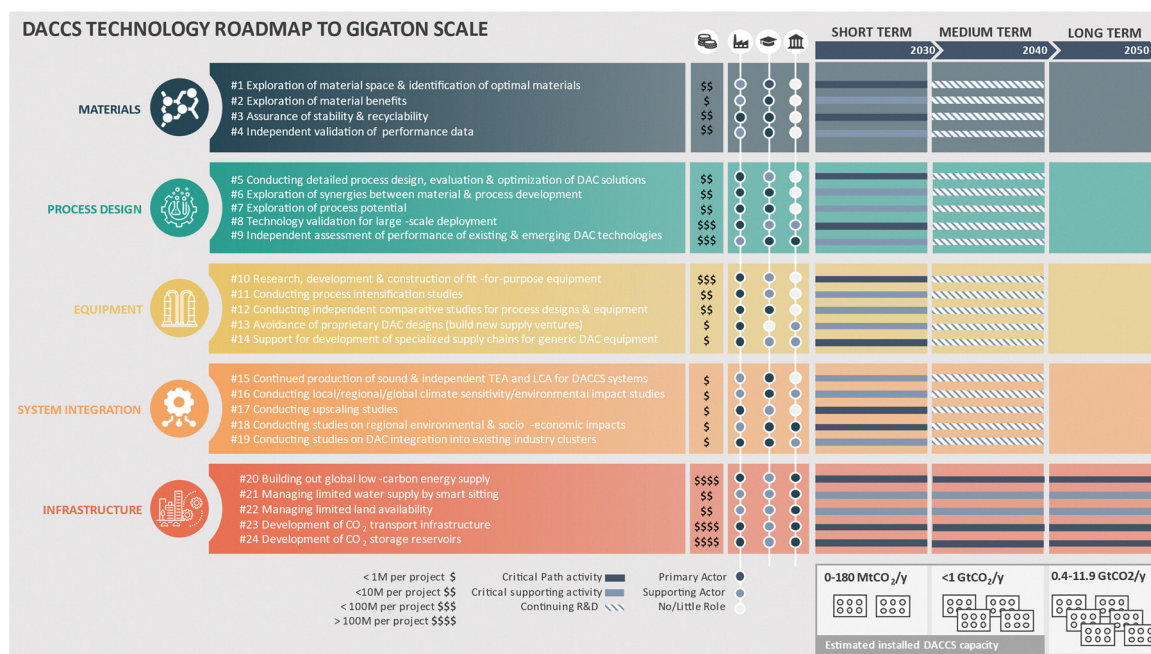 DACCS TECHNOLOGY ROADMAP TO GIGATON SCALE
SHORT TERM MEDIUM TERM LONG TERM
2030 2040 2050
MATERIALS
#1 Exploration of material space & identification of optimal materials $$
#2 Exploration of material benefits $
#3 Assurance of stability & recyclability $$
#4 Independent validation of performance data $$
PROCESS DESIGN
#5 Conducting detailed process design, evaluation & optimization of DAC solutions $$
#6 Exploration of synergies between material & process development $$
#7 Exploration of process potential $$
#8 Technology validation for large -scale deployment $$$
#9 Independent assessment of performance of existing & emerging DAC technologies $$$
EQUIPMENT
#10 Research, development & construction of fit -for-purpose equipment $$$
#11 Conducting process intensification studies $$
#12 Conducting independent comparative studies for process designs & equipment $$
#13 Avoidance of proprietary DAC designs (build new supply ventures) $
#14 Support for development of specialized supply chains for generic DAC equipment $
SYSTEM INTEGRATION
#15 Continued production of sound & independent TEA and LCA for DACCS systems $
#16 Conducting local/regional/global climate sensitivity/environmental impact studies $
#17 Conducting upscaling studies $
#18 Conducting studies on regional environmental & socio -economic impacts $
#19 Conducting studies on DAC integration into existing industry clusters $
INFRASTRUCTURE
#20 Building out global low -carbon energy supply $$$$
#21 Managing limited water supply by smart sitting $$
#22 Managing limited land availability $$
#23 Development of CO2 transport infrastructure $$$$
#24 Development of CO2 storage reservoirs $$$$
< 1M per project $
<10M per project $$
< 100M per project $$$
> 100M per project $$$$
Critical Path activity
Critical supporting activity
Continuing R&D
Primary Actor
Supporting Actor
No/Little Role
0-180 MtCO2/y <1 GtCO2/y 0.4-11.9 GtCO2/y
Estimated installed DACCS capacity